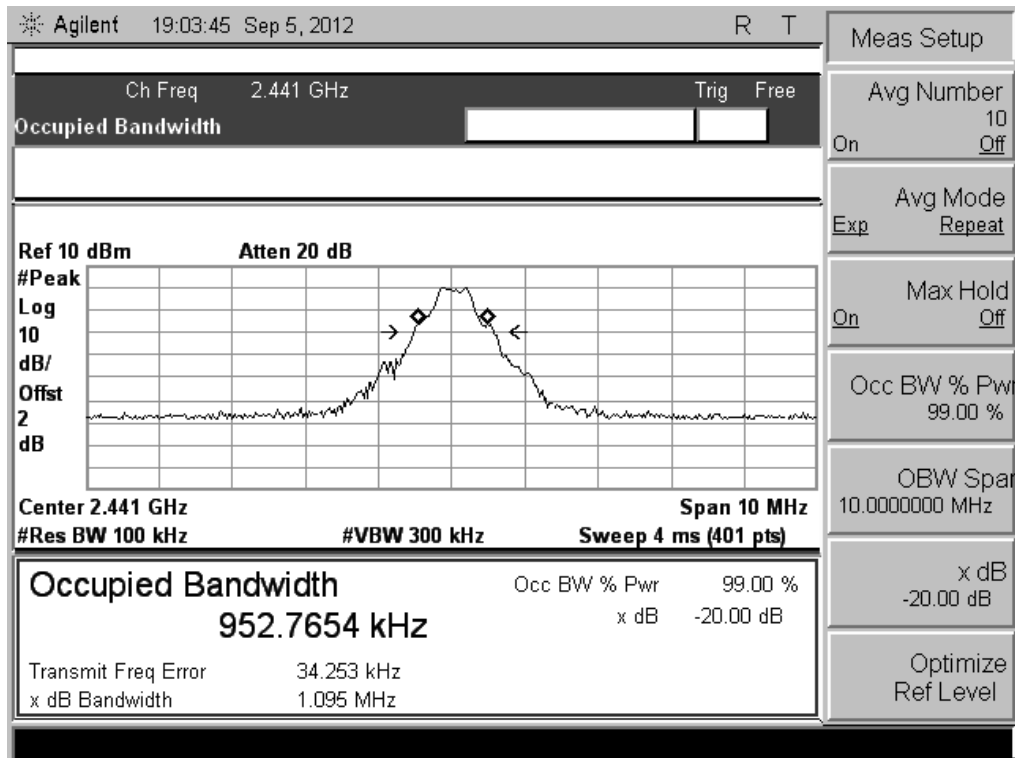 Agilent 19:03:45 Sep 5, 2012 R T
Ch Freq 2.441 GHz Trig Free
Occupied Bandwidth
Ref 10 dBm Atten 20 dB
#Peak
Log
10
dB/
Offst
2
dB
Center 2.441 GHz Span 10 MHz
#Res BW 100 kHz #VBW 300 kHz Sweep 4 ms (401 pts)
Occupied Bandwidth Occ BW % Pwr 99.00 %
952.7654 kHz x dB -20.00 dB
Transmit Freq Error 34.253 kHz
x dB Bandwidth 1.095 MHz
Meas Setup
Avg Number
10
On Off
Avg Mode
Exp Repeat
Max Hold
On Off
Occ BW % Pwr
99.00 %
OBW Span
10.0000000 MHz
x dB
-20.00 dB
Optimize
Ref Level